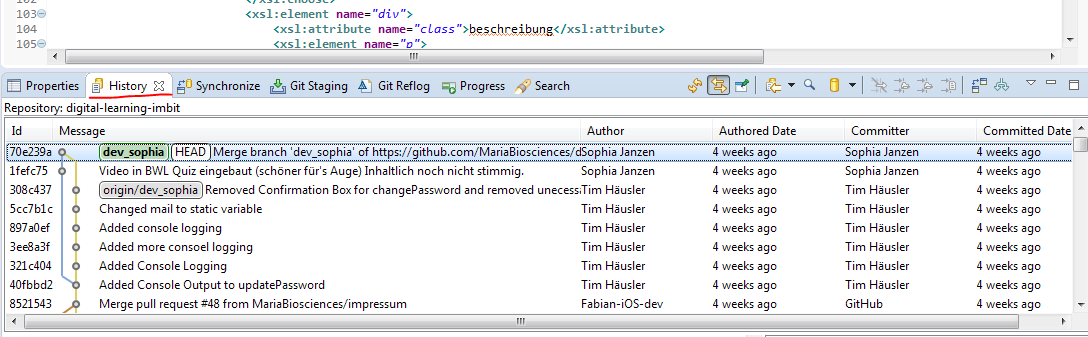 102 </xsl:choose>
103 <xsl:element name="div">
104 <xsl:attribute name="class">beschreibung</xsl:attribute>
105 <xsl:element name="p">
Properties History Synchronize Git Staging Git Reflog Progress Search
Repository: digital-learning-imbit
Id Message Author Authored Date Committer Committed Date
70e239a dev_sophia HEAD Merge branch 'dev_sophia' of https://github.com/MariaBiosciences/d Sophia Janzen 4 weeks ago Sophia Janzen 4 weeks ago
1fefc75 Video in BWL Quiz eingebaut (schöner für's Auge) Inhaltlich noch nicht stimmig. Sophia Janzen 4 weeks ago Sophia Janzen 4 weeks ago
308c437 origin/dev_sophia Removed Confirmation Box for changePassword and removed unecess Tim Häusler 4 weeks ago Tim Häusler 4 weeks ago
5cc7b1c Changed mail to static variable Tim Häusler 4 weeks ago Tim Häusler 4 weeks ago
897a0ef Added console logging Tim Häusler 4 weeks ago Tim Häusler 4 weeks ago
3ee8a3f Added more consoel logging Tim Häusler 4 weeks ago Tim Häusler 4 weeks ago
321c404 Added Console Logging Tim Häusler 4 weeks ago Tim Häusler 4 weeks ago
40fbbd2 Added Console Output to updatePassword Tim Häusler 4 weeks ago Tim Häusler 4 weeks ago
8521543 Merge pull request #48 from MariaBiosciences/impressum Fabian-iOS-dev 4 weeks ago GitHub 4 weeks ago